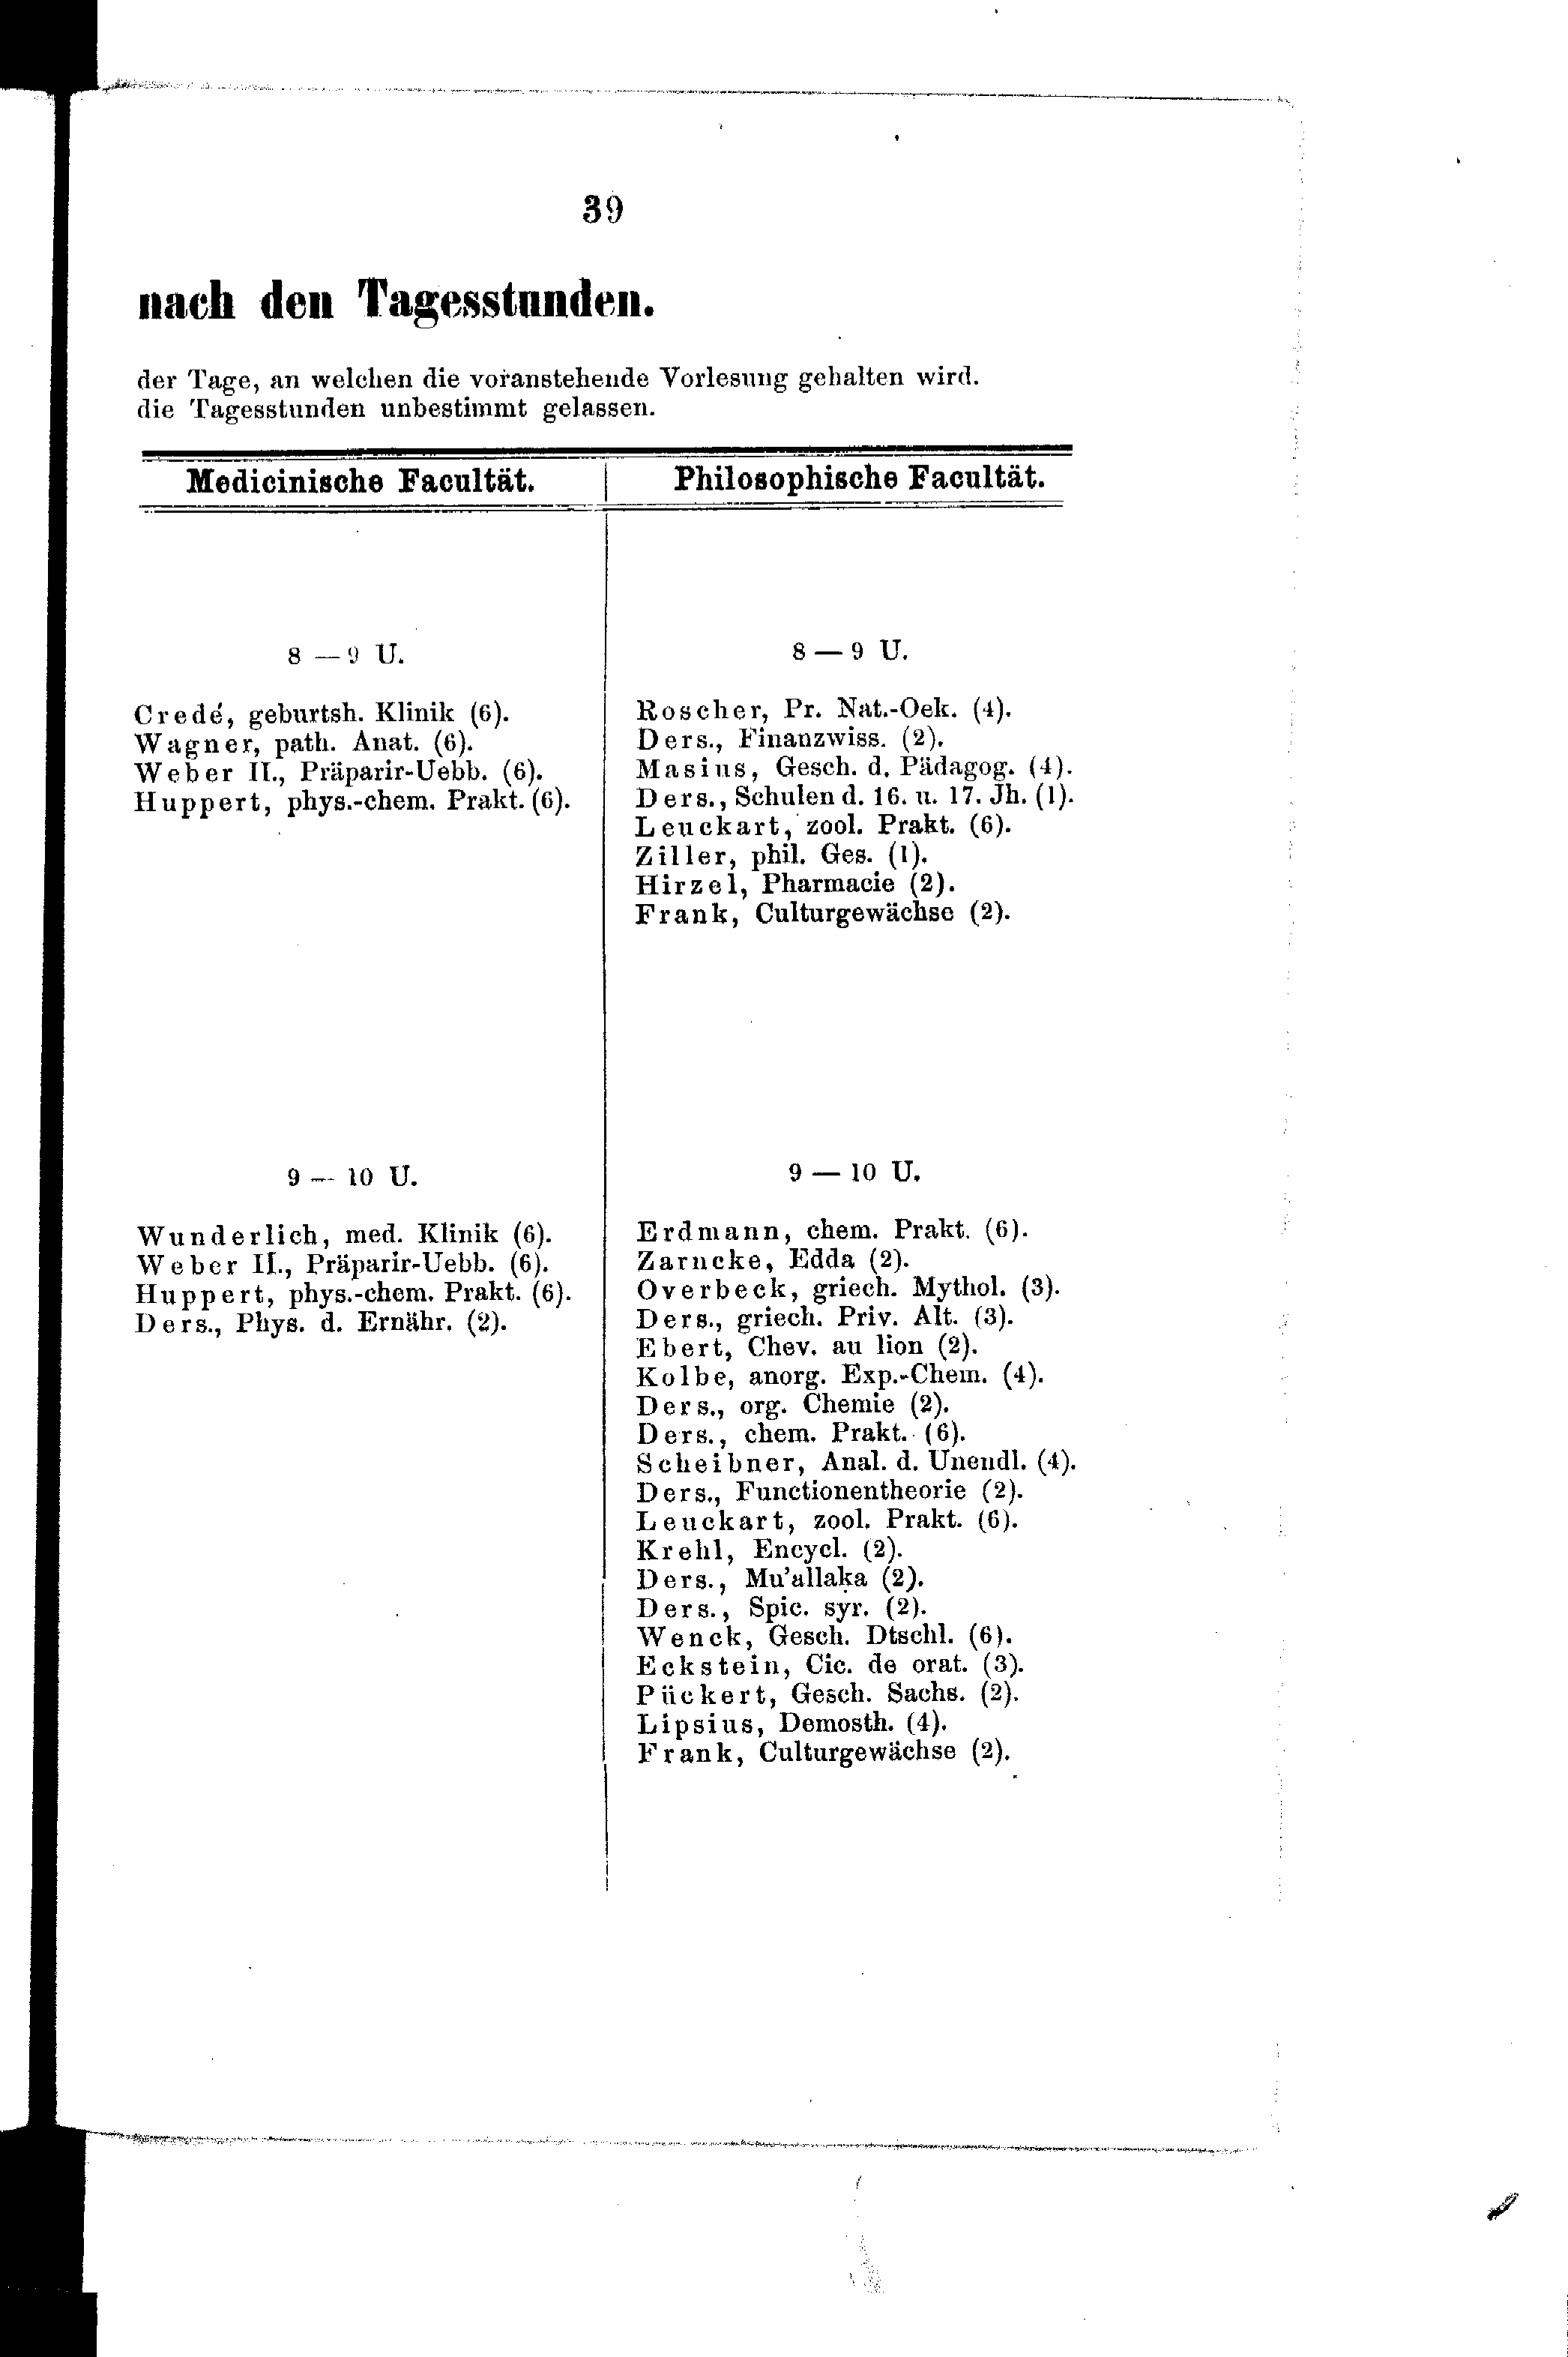 39
nach den Tagesstunden.
der Tage, an welchen die voranstehende Vorlesung gehalten wird.
die Tagesstunden unbestimmt gelassen.
Medicinische Facultät.
8 — 9 U.
Credé, geburtsh. Klinik (6).
Wagner, path. Anat. (6).
Weber II., Präparir-Uebb. (6).
Huppert, phys.-chem. Prakt. (6).
9 — 10 U.
Wunderlich, med. Klinik (6).
Weber II., Präparir-Uebb. (6).
Huppert, phys.-chem. Prakt. (6).
Ders., Phys. d. Ernähr. (2).
Philosophische Facultät.
8 — 9 U.
Roscher, Pr. Nat.-Oek. (4).
Ders., Finanzwiss. (2).
Masius, Gesch. d. Pädagog. (4).
Ders., Schulen d. 16. u. 17. Jh. (1).
Leuckart, zool. Prakt. (6).
Ziller, phil. Ges. (1).
Hirzel, Pharmacie (2).
Frank, Culturgewächse (2).
9 — 10 U.
Erdmann, chem. Prakt. (6).
Zarncke, Edda (2).
Overbeck, griech. Mythol. (3).
Ders., griech. Priv. Alt. (3).
Ebert, Chev. au lion (2).
Kolbe, anorg. Exp.-Chem. (4).
Ders., org. Chemie (2).
Ders., chem. Prakt. (6).
Scheibner, Anal. d. Unendl. (4).
Ders., Functionentheorie (2).
Leuckart, zool. Prakt. (6).
Krehl, Encycl. (2).
Ders., Mu'allaḳa (2).
Ders., Spic. syr. (2).
Wenck, Gesch. Dtschl. (6).
Eckstein, Cic. de orat. (3).
Pückert, Gesch. Sachs. (2).
Lipsius, Demosth. (4).
Frank, Culturgewächse (2).